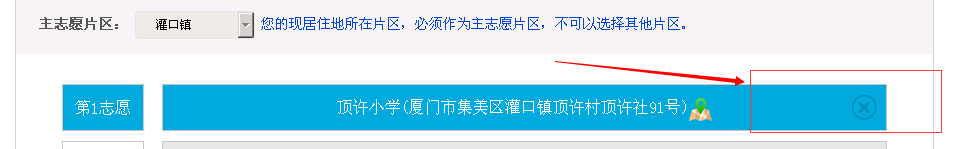 主志愿片区： 灌口镇 您的现居住地所在片区，必须作为主志愿片区，不可以选择其他片区。
第1志愿 顶许小学(厦门市集美区灌口镇顶许村顶许社91号)